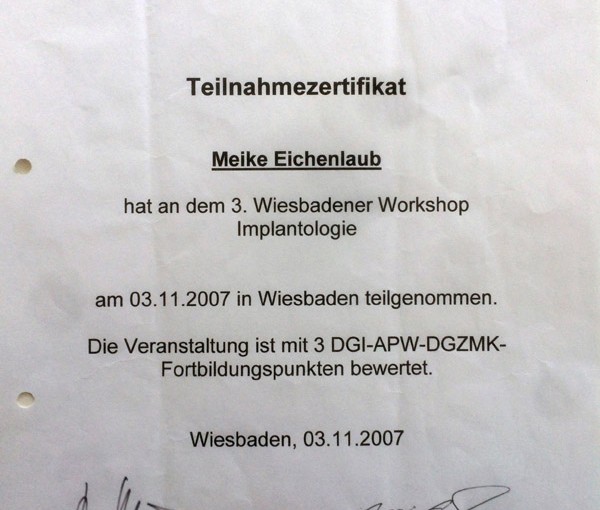 Teilnahmezertifikat
Meike Eichenlaub
hat an dem 3. Wiesbadener Workshop
Implantologie
am 03.11.2007 in Wiesbaden teilgenommen.
Die Veranstaltung ist mit 3 DGI-APW-DGZMK-
Fortbildungspunkten bewertet.
Wiesbaden, 03.11.2007